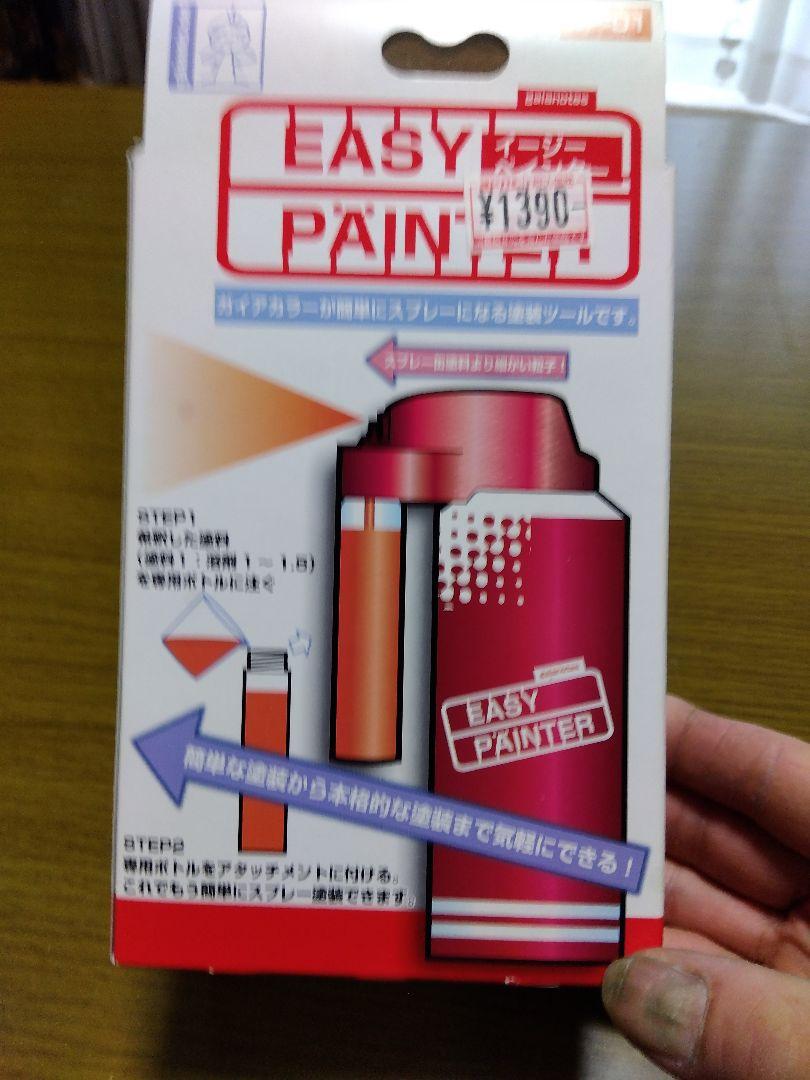 -01
gaianotes
EASY
イージー
PAINTER
¥1390-
ガイアカラーが簡単にスプレーになる塗装ツールです。
スプレー缶塗料より細かい粒子!
STEP1
希釈した塗料
(塗料1:溶剤1~1.5)
を専用ボトルに注ぐ
gaianotes
EASY
PAINTER
簡単な塗装から本格的な塗装まで気軽にできる!
STEP2
専用ボトルをアタッチメントに付ける。
これでもう簡単にスプレー塗装できます。